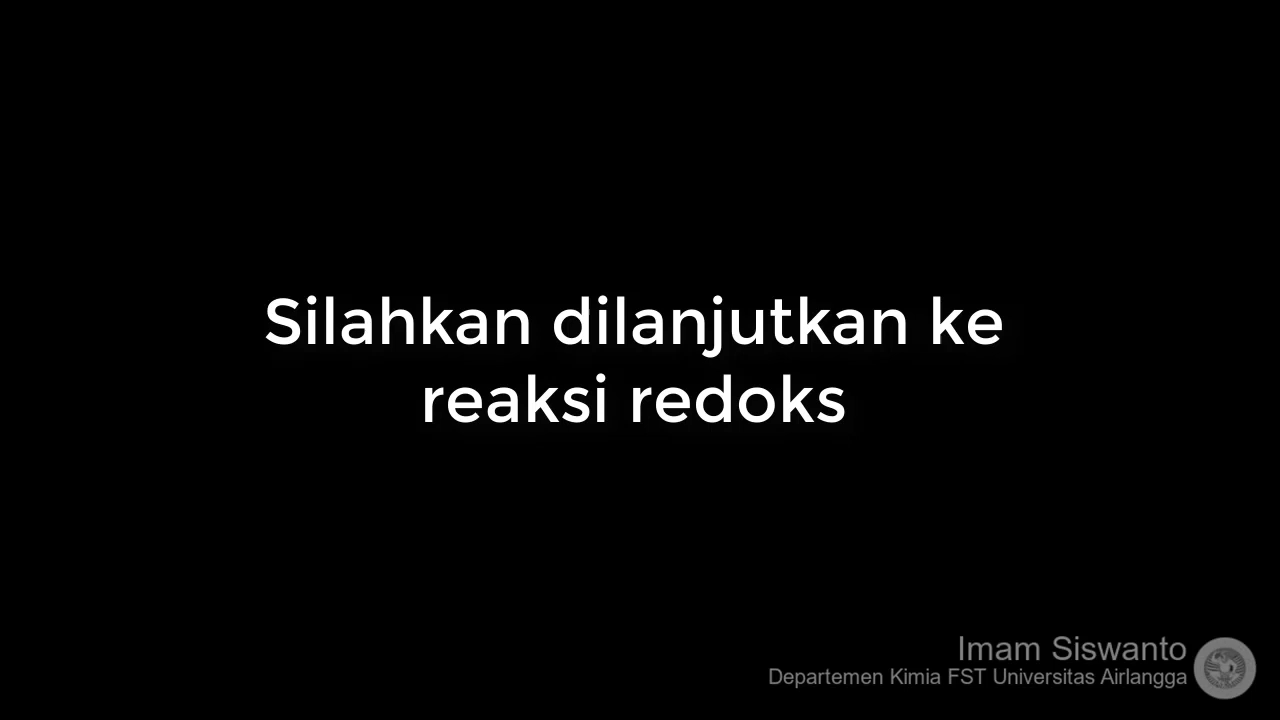 Silahkan dilanjutkan ke
reaksi redoks
Imam Siswanto
Departemen Kimia FST Universitas Airlangga